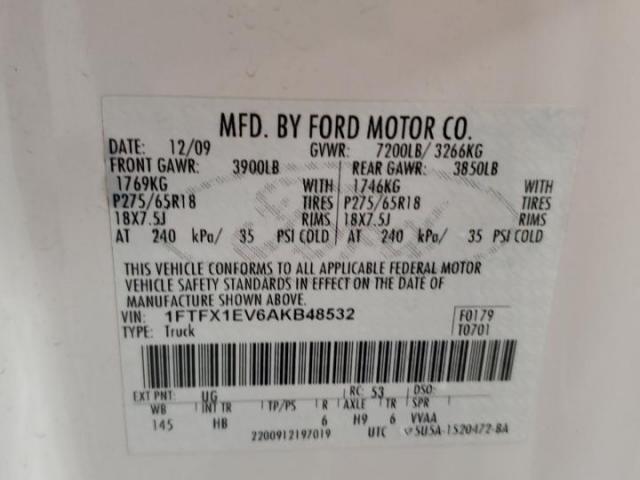 MFD. BY FORD MOTOR CO.
DATE: 12/09 GVWR: 7200LB/ 3266KG
FRONT GAWR: 3900LB REAR GAWR: 3850LB
1769KG WITH 1746KG WITH
P275/65R18 TIRES P275/65R18 TIRES
18X7.5J RIMS 18X7.5J RIMS
AT 240 kPa/ 35 PSI COLD AT 240 kPa/ 35 PSI COLD
THIS VEHICLE CONFORMS TO ALL APPLICABLE FEDERAL MOTOR
VEHICLE SAFETY STANDARDS IN EFFECT ON THE DATE OF
MANUFACTURE SHOWN ABOVE.
VIN: 1FTFX1EV6AKB48532 F0179
TYPE: Truck T0701
EXT PNT: UG RC: 53 DSO:
WB INT TR TP/PS R AXLE TR SPR
145 HB 6 H9 6 VVAA
2200912197019 UTC 5U5A-1520472-BA